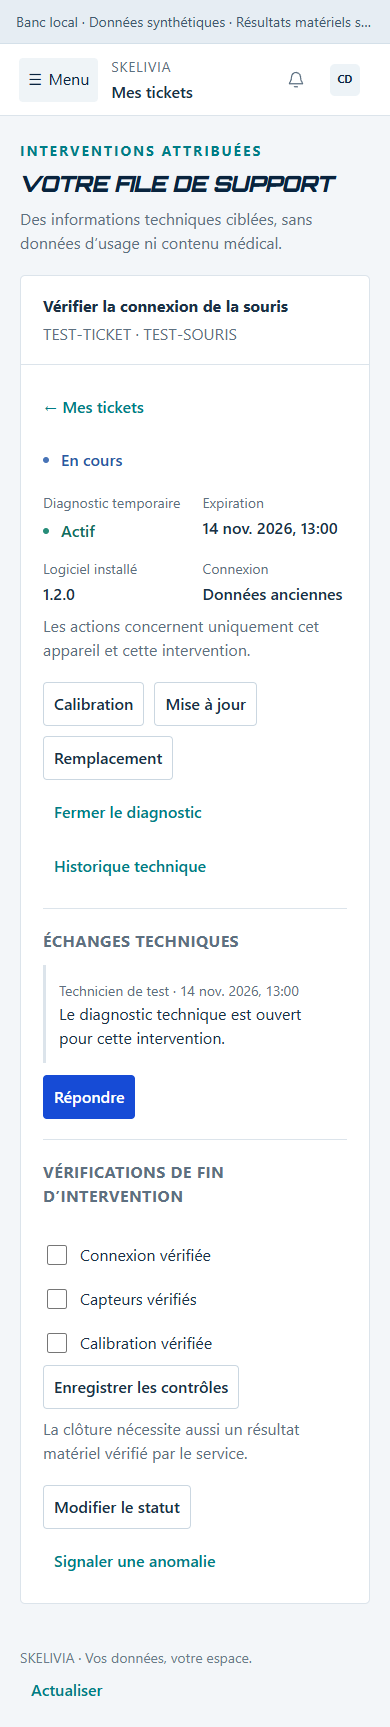 Banc local · Données synthétiques · Résultats matériels s...
☰ Menu
SKELIVIA
Mes tickets
CD
INTERVENTIONS ATTRIBUÉES
VOTRE FILE DE SUPPORT
Des informations techniques ciblées, sans
données d'usage ni contenu médical.
Vérifier la connexion de la souris
TEST-TICKET · TEST-SOURIS
← Mes tickets
• En cours
Diagnostic temporaire
• Actif
Expiration
14 nov. 2026, 13:00
Logiciel installé
1.2.0
Connexion
Données anciennes
Les actions concernent uniquement cet
appareil et cette intervention.
Calibration
Mise à jour
Remplacement
Fermer le diagnostic
Historique technique
ÉCHANGES TECHNIQUES
Technicien de test · 14 nov. 2026, 13:00
Le diagnostic technique est ouvert
pour cette intervention.
Répondre
VÉRIFICATIONS DE FIN
D'INTERVENTION
Connexion vérifiée
Capteurs vérifiés
Calibration vérifiée
Enregistrer les contrôles
La clôture nécessite aussi un résultat
matériel vérifié par le service.
Modifier le statut
Signaler une anomalie
SKELIVIA · Vos données, votre espace.
Actualiser